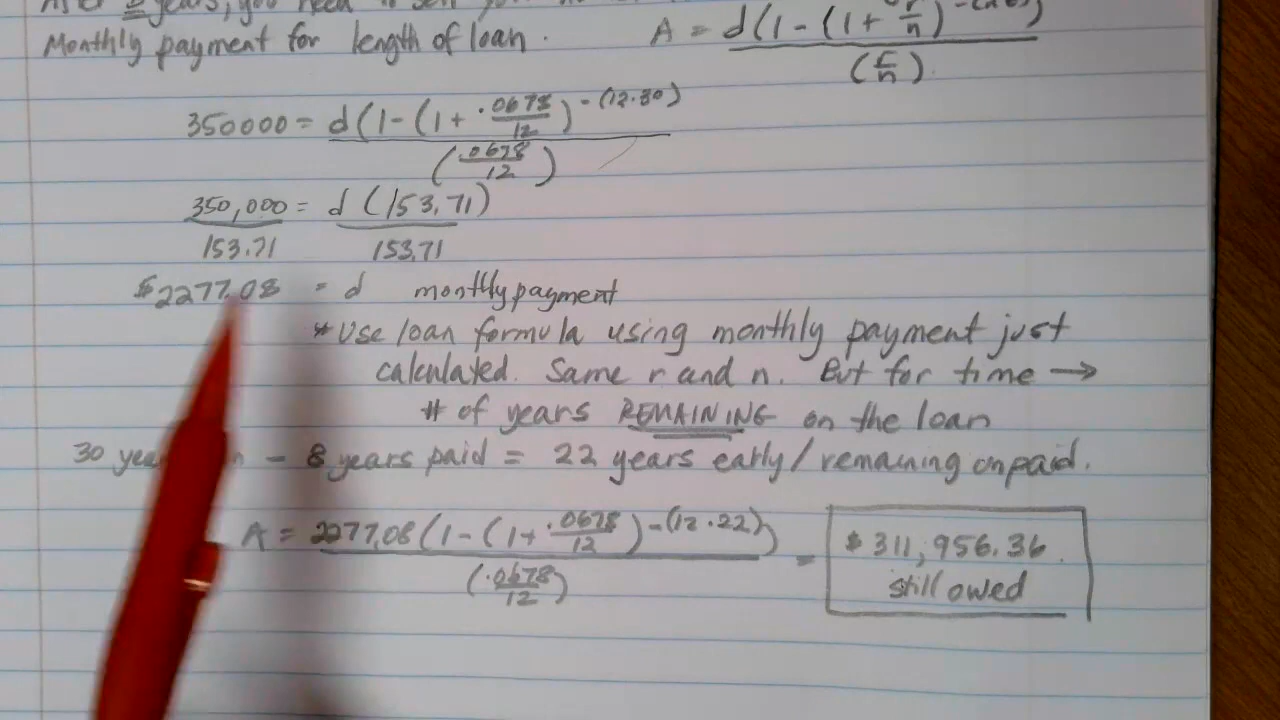 years, you
Monthly payment for length of loan. A = d(1-(1+ r/n)
(r/n)
350000 = d(1-(1+ .0678/12)-(12.30)
(.0678/12)
350,000 = d(153.71)
153.71 153.71
$2277.08 = d monthly payment
* Use loan formula using monthly payment just
calculated. Same r and n. But for time →
# of years REMAINING on the loan
30 - 8 years paid = 22 years early/remaining unpaid.
A = 2277.08(1-(1+ .0678/12)-(12.22)) = $311,956.36
(.0678/12) still owed